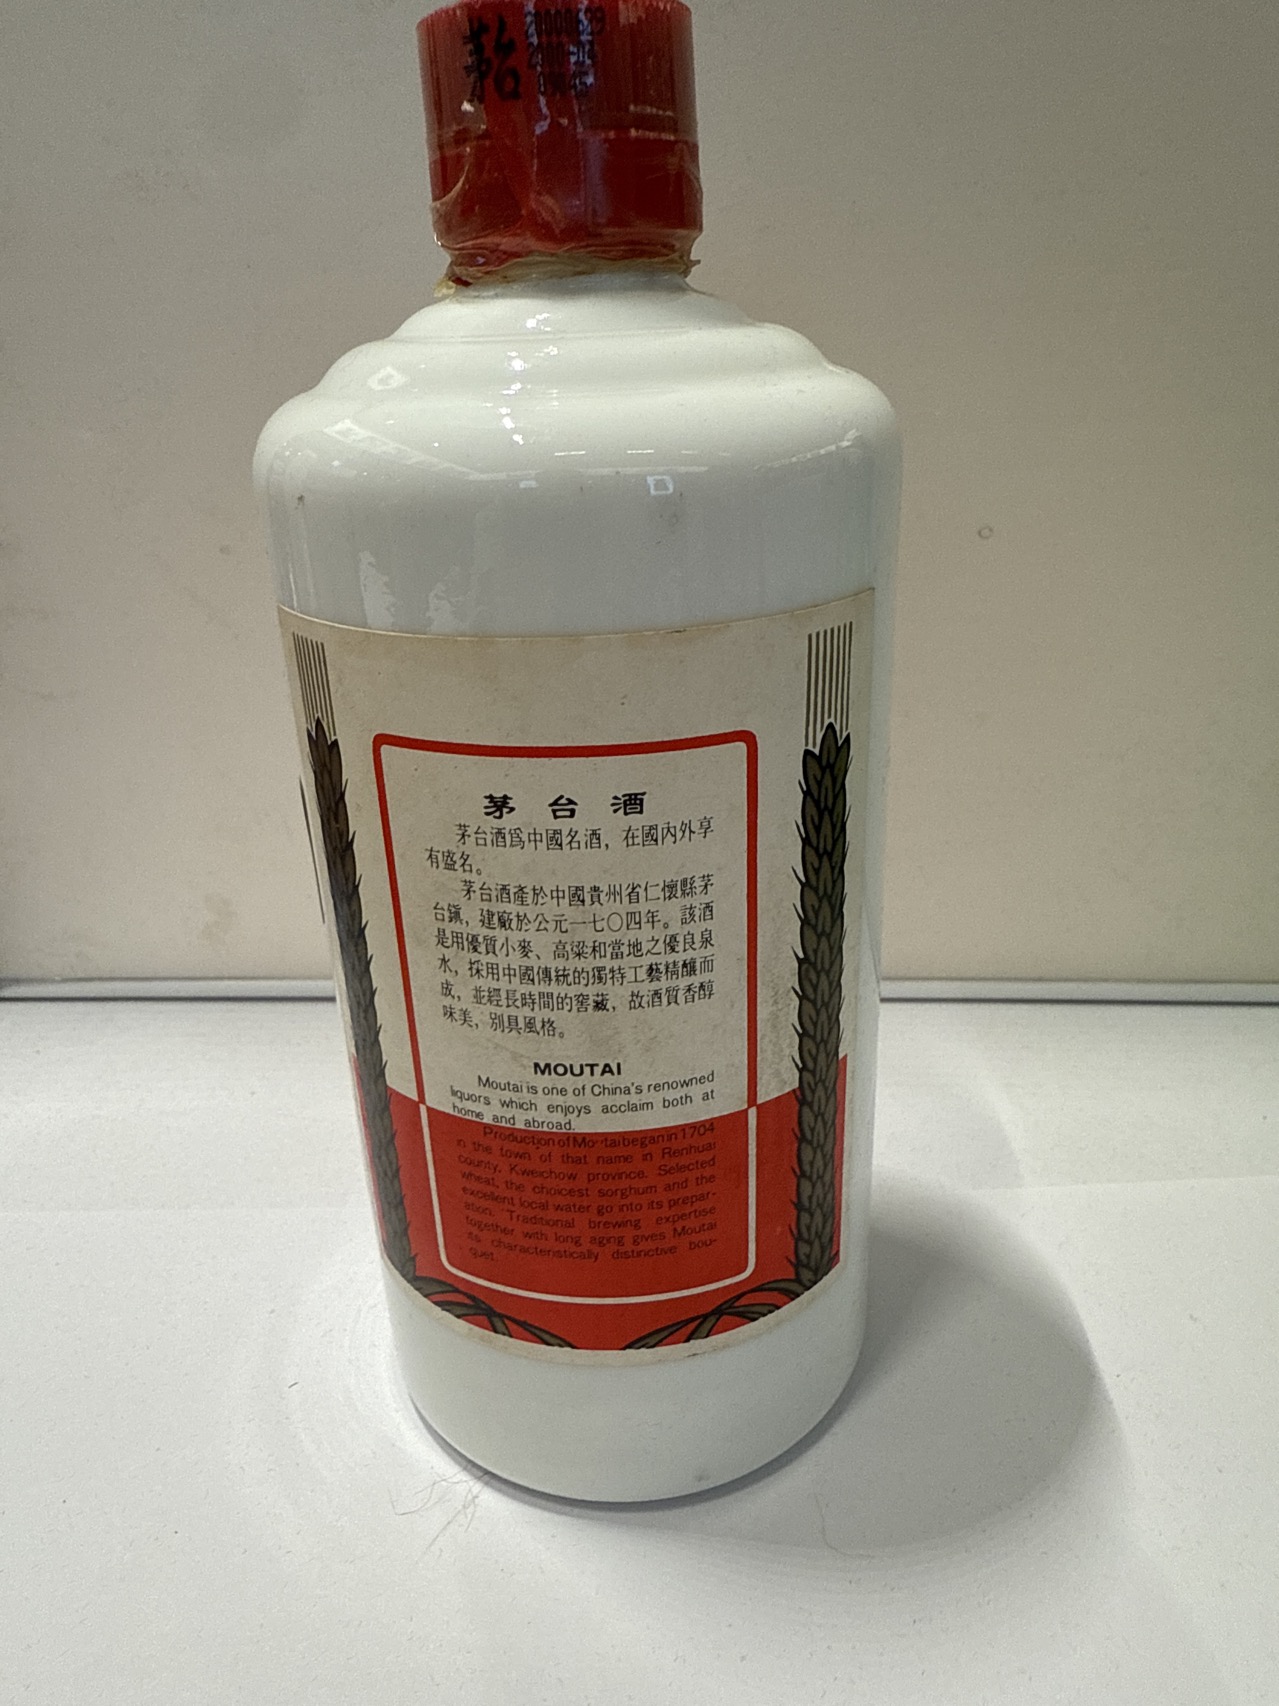 茅台
20000629
茅 台 酒
茅台酒爲中國名酒，在國內外享
有盛名。
茅台酒產於中國貴州省仁懷縣茅
台鎮，建廠於公元一七〇四年。該酒
是用優質小麥、高粱和當地之優良泉
水，採用中國傳統的獨特工藝精釀而
成，並經長時間的窖藏，故酒質香醇
味美，別具風格。
MOUTAI
Moutai is one of China's renowned
liquors which enjoys acclaim both at
home and abroad.
Production of Moutai began in 1704
in the town of that name in Renhuai
county, Kweichow province. Selected
wheat, the choicest sorghum and the
excellent local water go into its prepar-
ation. Traditional brewing expertise
together with long aging gives Moutai
its characteristically distinctive bou-
quet.